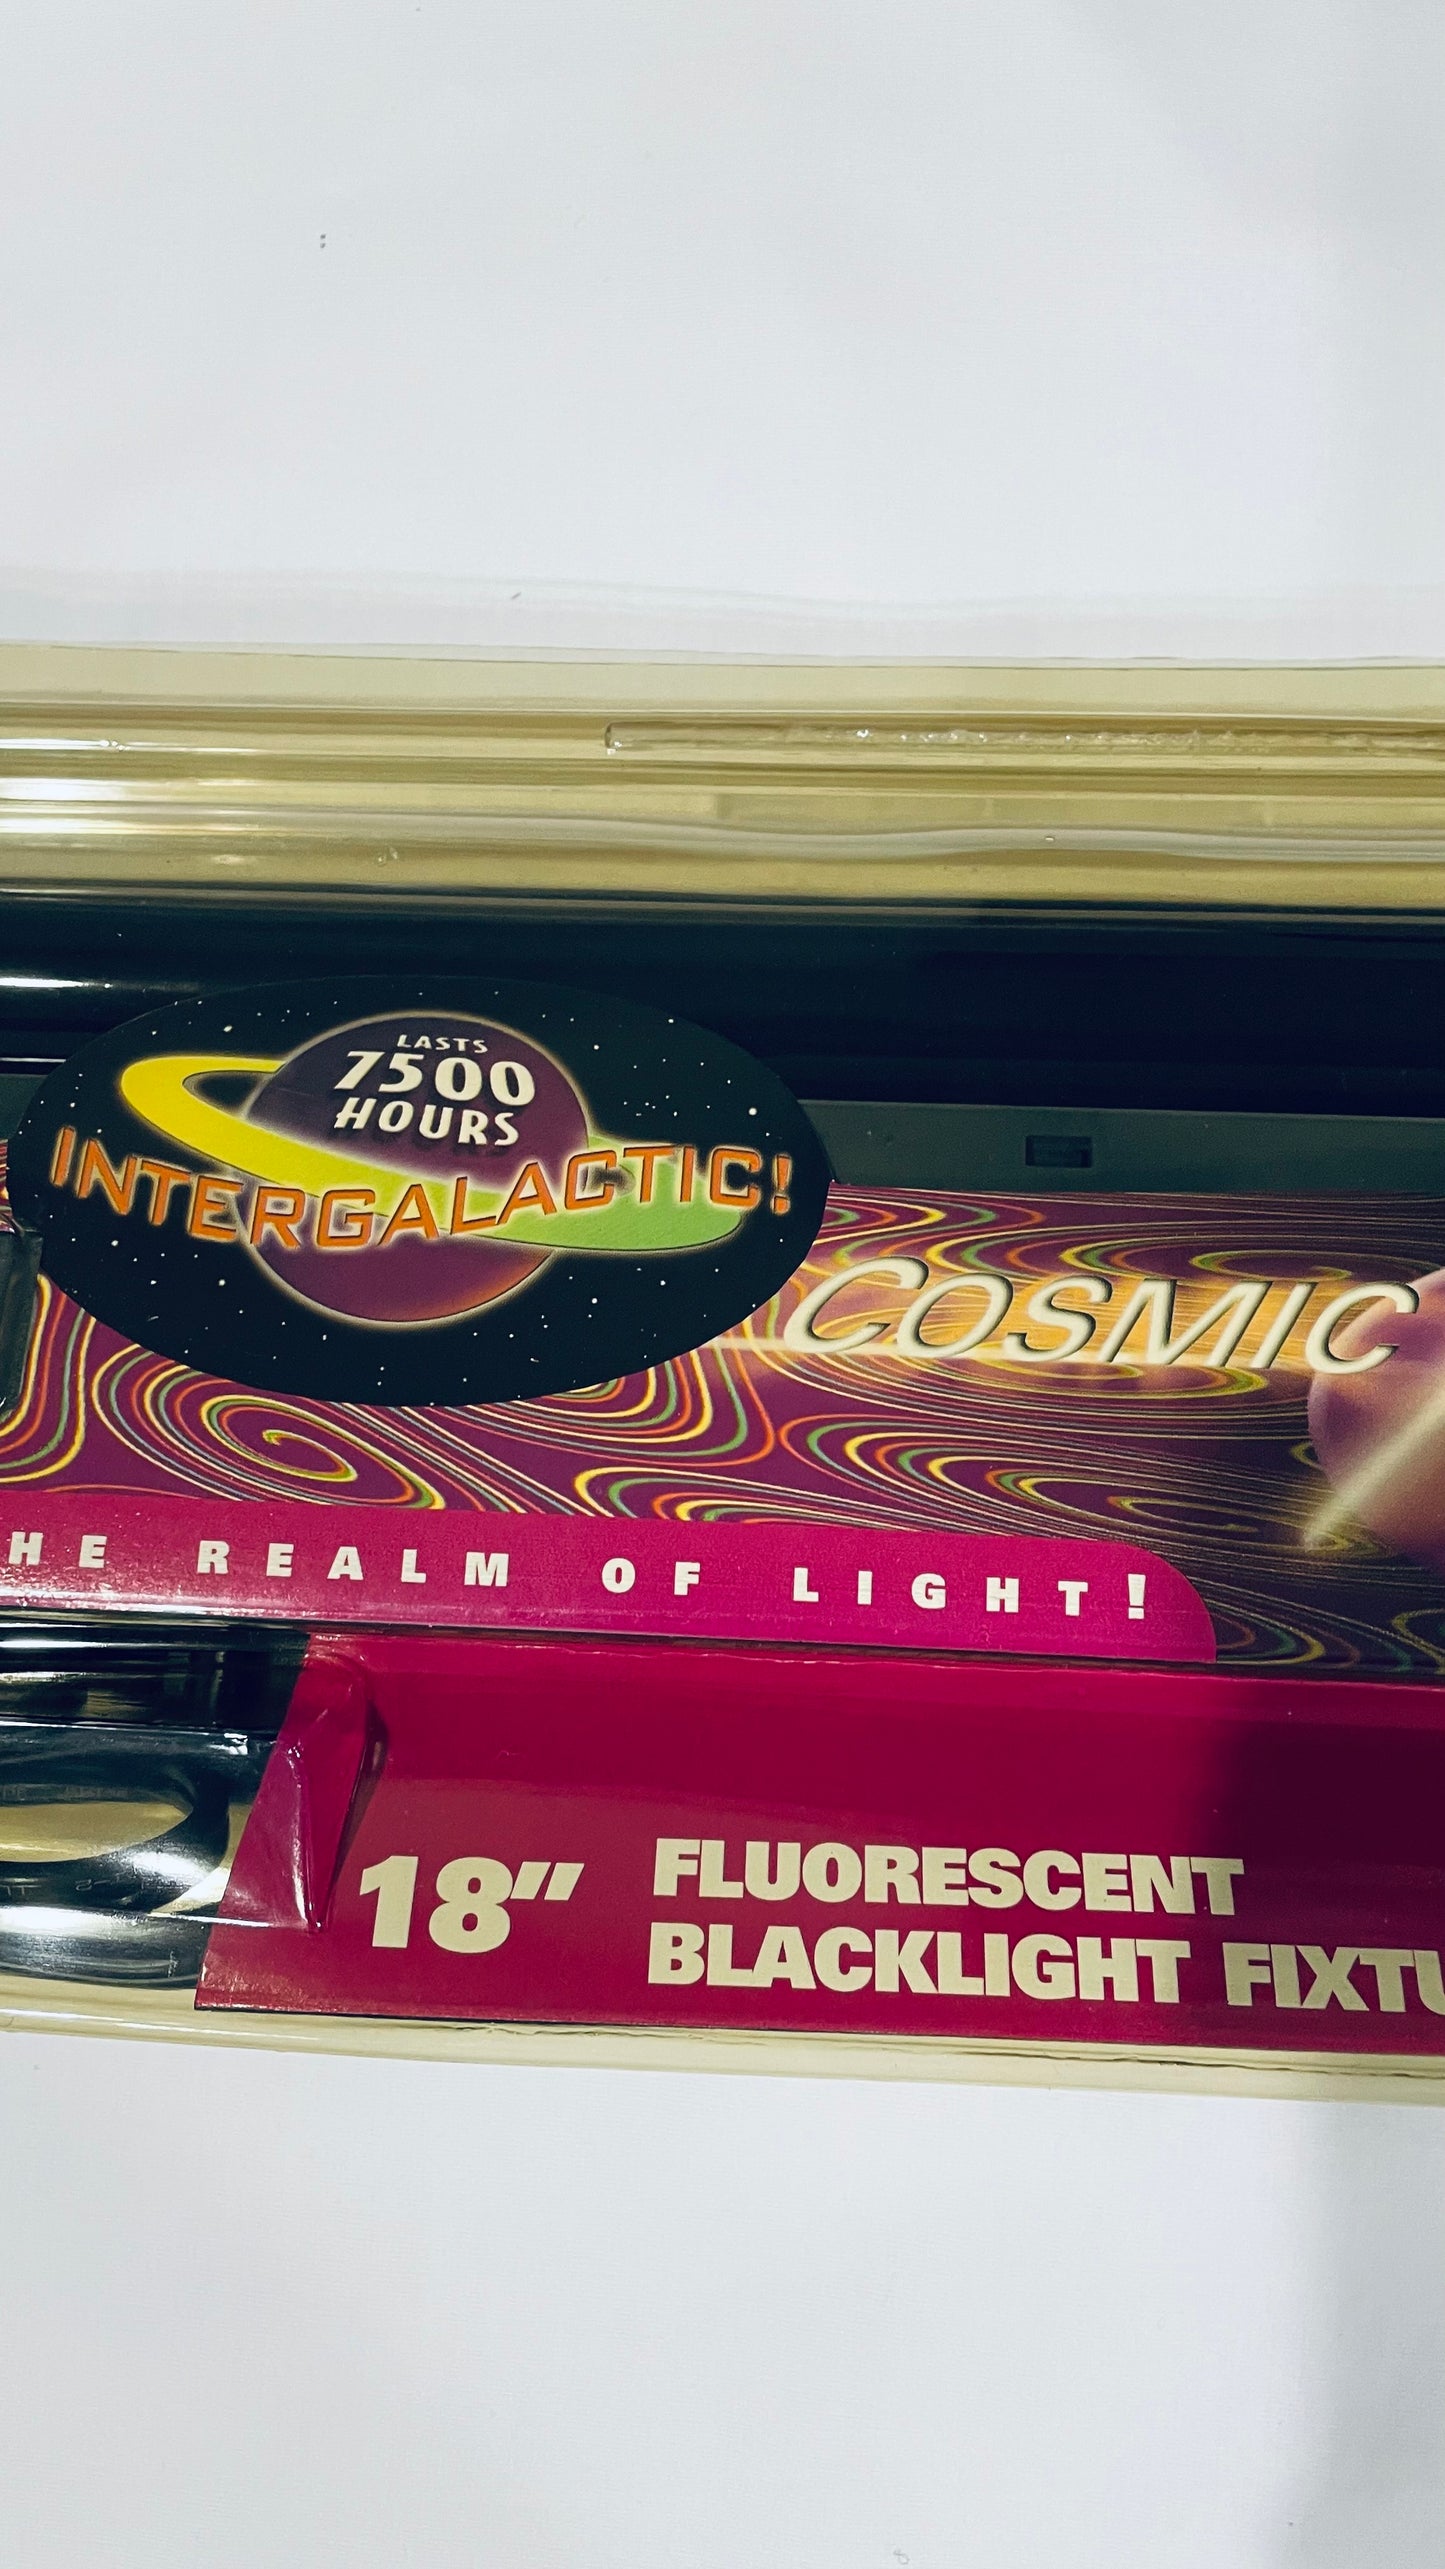 LASTS
7500
HOURS
INTERGALACTIC!
COSMIC
HE REALM OF LIGHT!
18" FLUORESCENT
BLACKLIGHT FIXTU